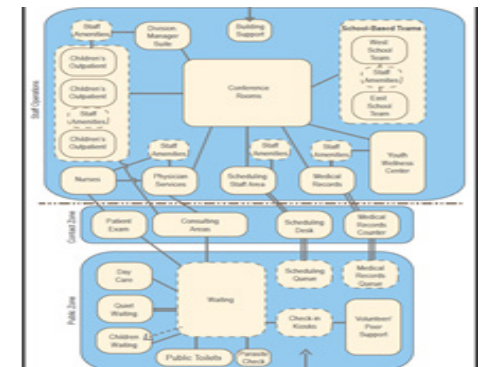 Staff
Amenities
Division
Manager
Suite
Building
Support
School-Based Teams
West
School
Team
Staff
Amenities
East
School
Team
Children's
Outpatient
Children's
Outpatient
Staff
Amenities
Children's
Outpatient
Conference
Rooms
Staff Operations
Staff
Amenities
Staff
Amenities
Staff
Amenities
Youth
Wellness
Center
Nurses
Physician
Services
Scheduling
Staff Area
Medical
Records
Contact Zone
Patient
Exam
Consulting
Areas
Scheduling
Desk
Medical
Records
Counter
Public Zone
Day
Care
Quiet
Waiting
Children
Waiting
Waiting
Scheduling
Queue
Medical
Records
Queue
Check-in
Kiosks
Volunteer/
Peer
Support
Public Toilets
Parasite
Check